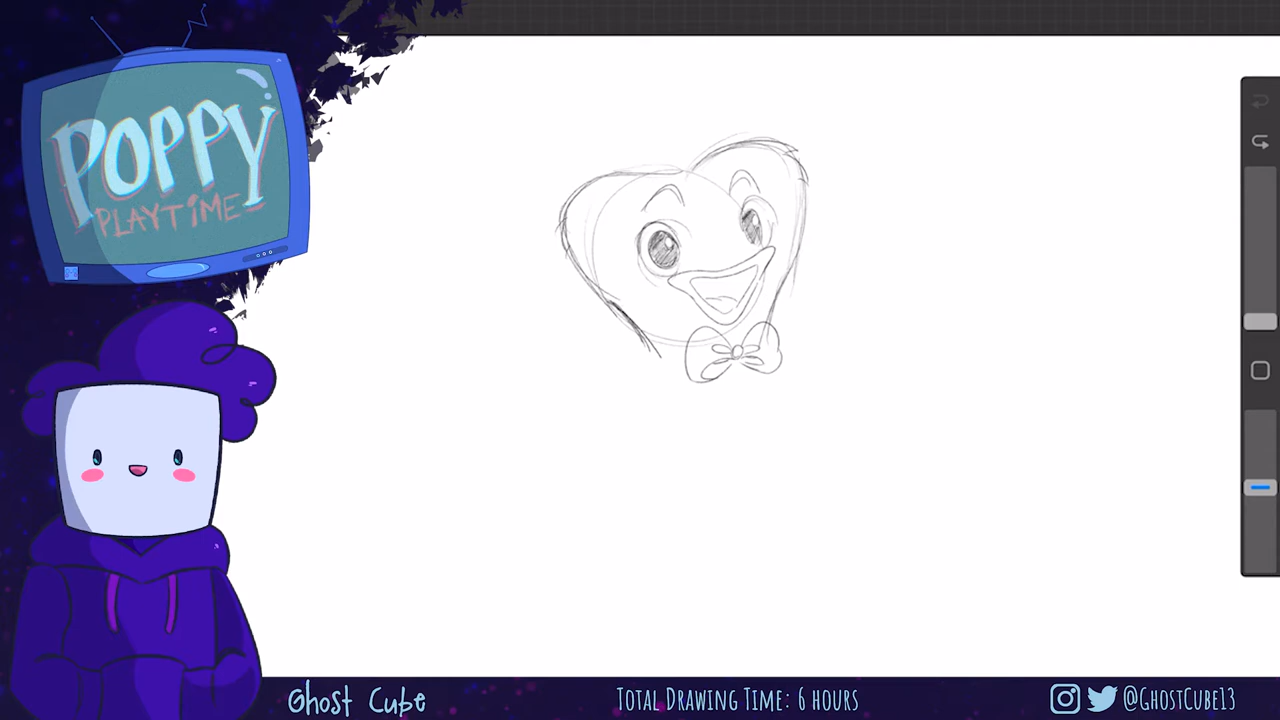 POPPY
PLAYTIME
Ghost Cube
TOTAL DRAWING TIME: 6 HOURS
@GHOSTCUBE13